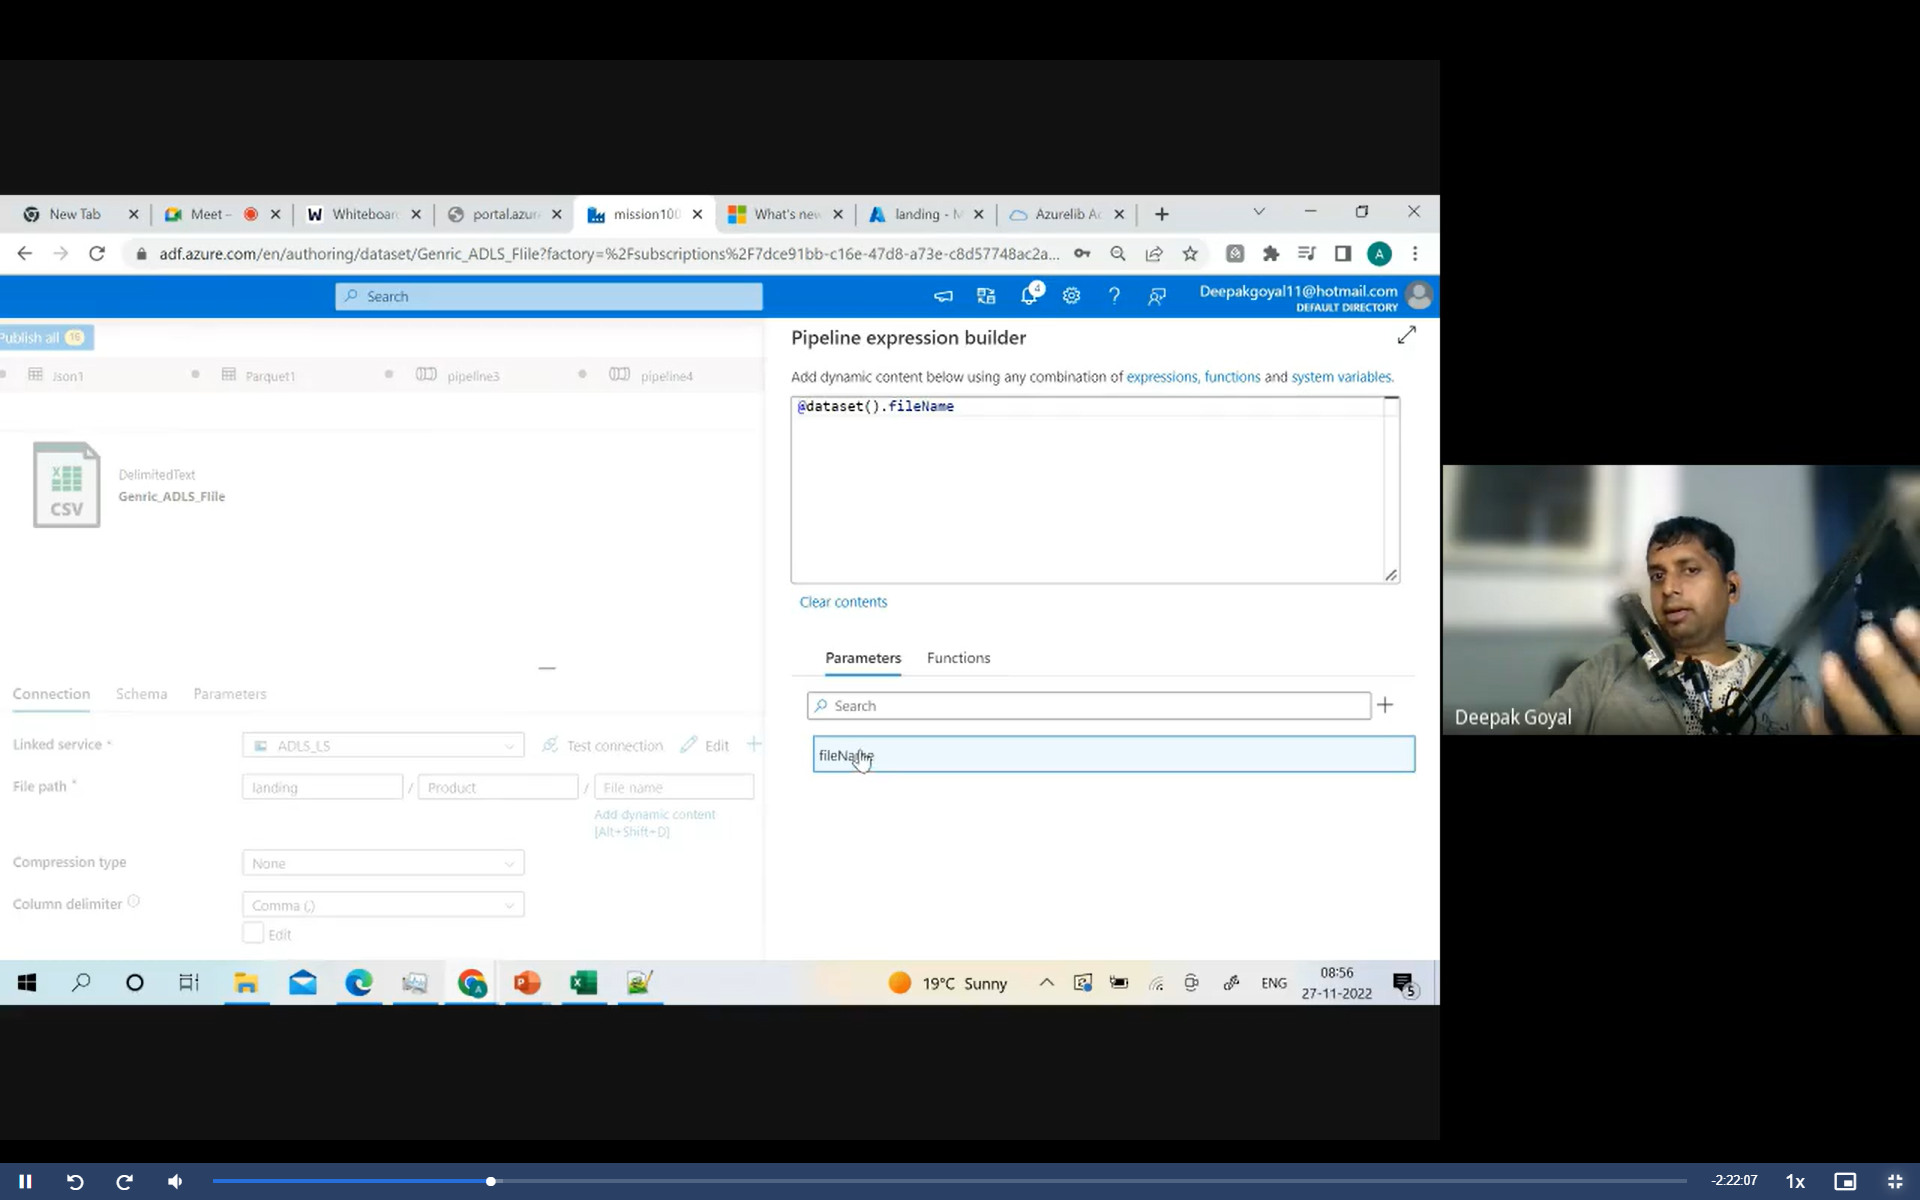 New Tab
Meet -
Whiteboar
portal.azur
mission100
What's new
landing - M
Azurelib Ac
adf.azure.com/en/authoring/dataset/Genric_ADLS_FIile?factory=%2Fsubscriptions%2F7dce91bb-c16e-47d8-a73e-c8d57748ac2a...
A
Search
4
Deepakgoyal11@hotmail.com
DEFAULT DIRECTORY
Publish all 16
Json1
Parquet1
pipeline3
pipeline4
CSV
DelimitedText
Genric_ADLS_FIile
Connection Schema Parameters
Linked service *
ADLS_LS
Test connection
Edit
File path *
landing / Product / File name
Add dynamic content
[Alt+Shift+D]
Compression type
None
Column delimiter
Comma (,)
Edit
Pipeline expression builder
Add dynamic content below using any combination of expressions, functions and system variables.
@dataset().fileName
Clear contents
Parameters Functions
Search
fileName
Deepak Goyal
19°C Sunny
ENG
08:56
27-11-2022
5
-2:22:07
1x